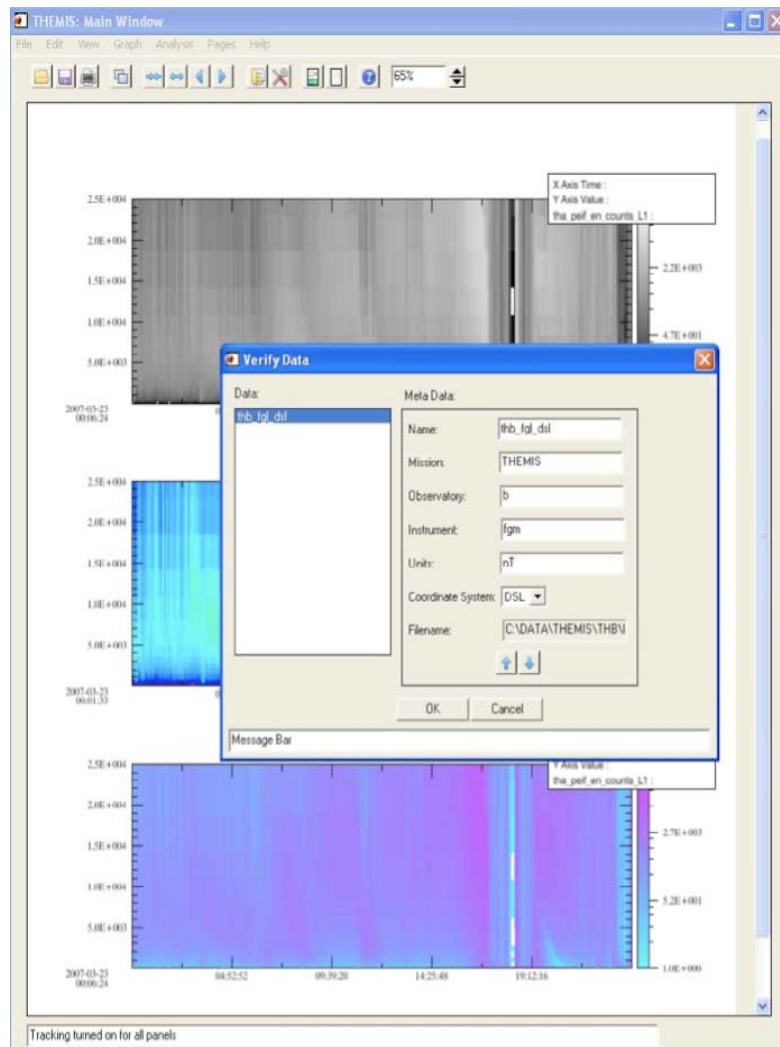 THEMIS: Main Window
File Edit View Graph Analysis Pages Help
65%
X Axis Time :
Y Axis Value :
tha_peif_en_counts_L1 :
2.5E+004
2.0E+004
1.5E+004
1.0E+004
5.0E+003
2.2E+003
4.7E+001
2007-03-23
00:06:24
Verify Data
Data:
thb_fgl_dsl
Meta Data:
Name: thb_fgl_dsl
Mission: THEMIS
Observatory: b
Instrument: fgm
Units: nT
Coordinate System: DSL
Filename: C:\DATA\THEMIS\THB\
OK Cancel
Message Bar
2.5E+004
2.0E+004
1.5E+004
1.0E+004
5.0E+003
2007-03-23
00:01:33
Y Axis Value :
tha_peif_en_counts_L1 :
2.5E+004
2.0E+004
1.5E+004
1.0E+004
5.0E+003
2.7E+003
5.2E+001
1.0E+000
2007-03-23
00:06:24
04:52:52 09:39:20 14:25:48 19:12:16
Tracking turned on for all panels